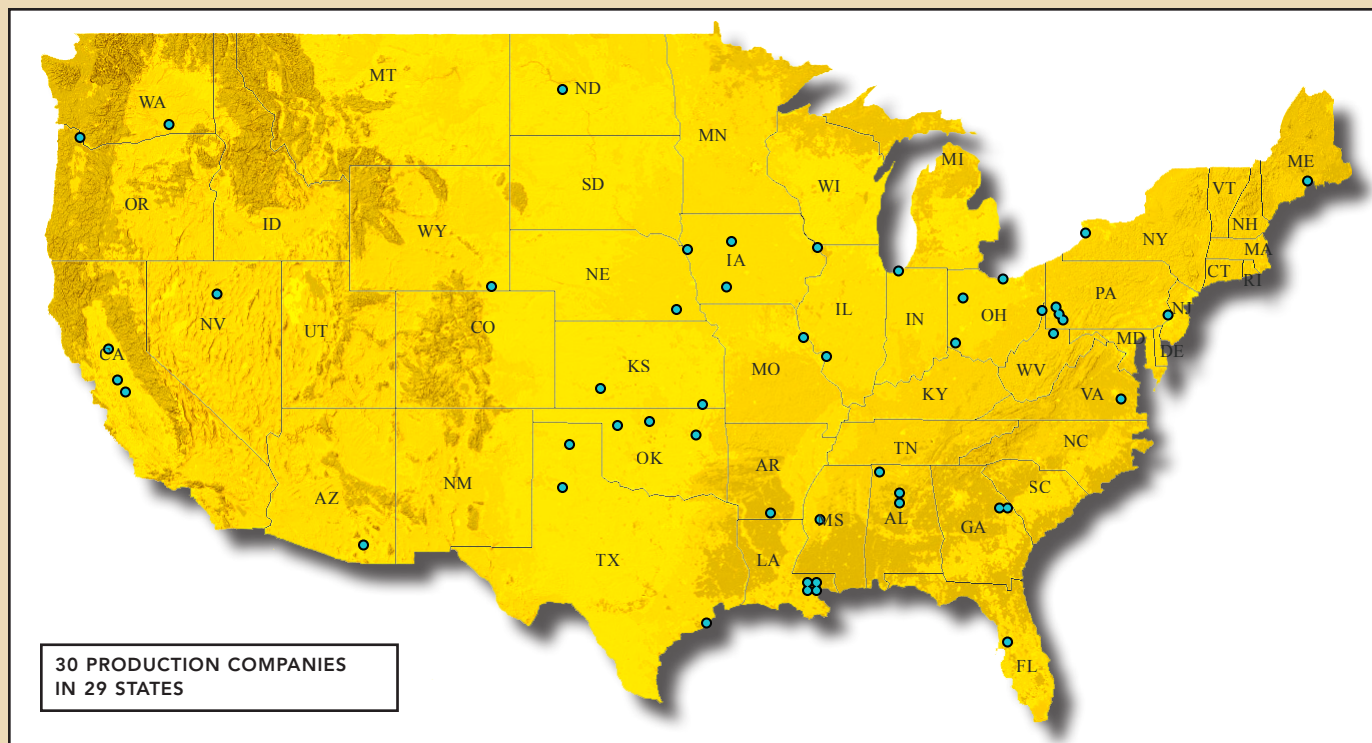 MT
ND
WA
MN
ME
MI
SD
WI
VT
OR
ID
NH
WY
NY
MA
IA
NE
CT
RI
PA
NV
UT
CO
IL
IN
OH
NJ
MD
DE
CA
KS
MO
WV
KY
VA
NC
TN
OK
AR
NM
AZ
SC
MS
AL
GA
TX
LA
FL
30 PRODUCTION COMPANIES
IN 29 STATES